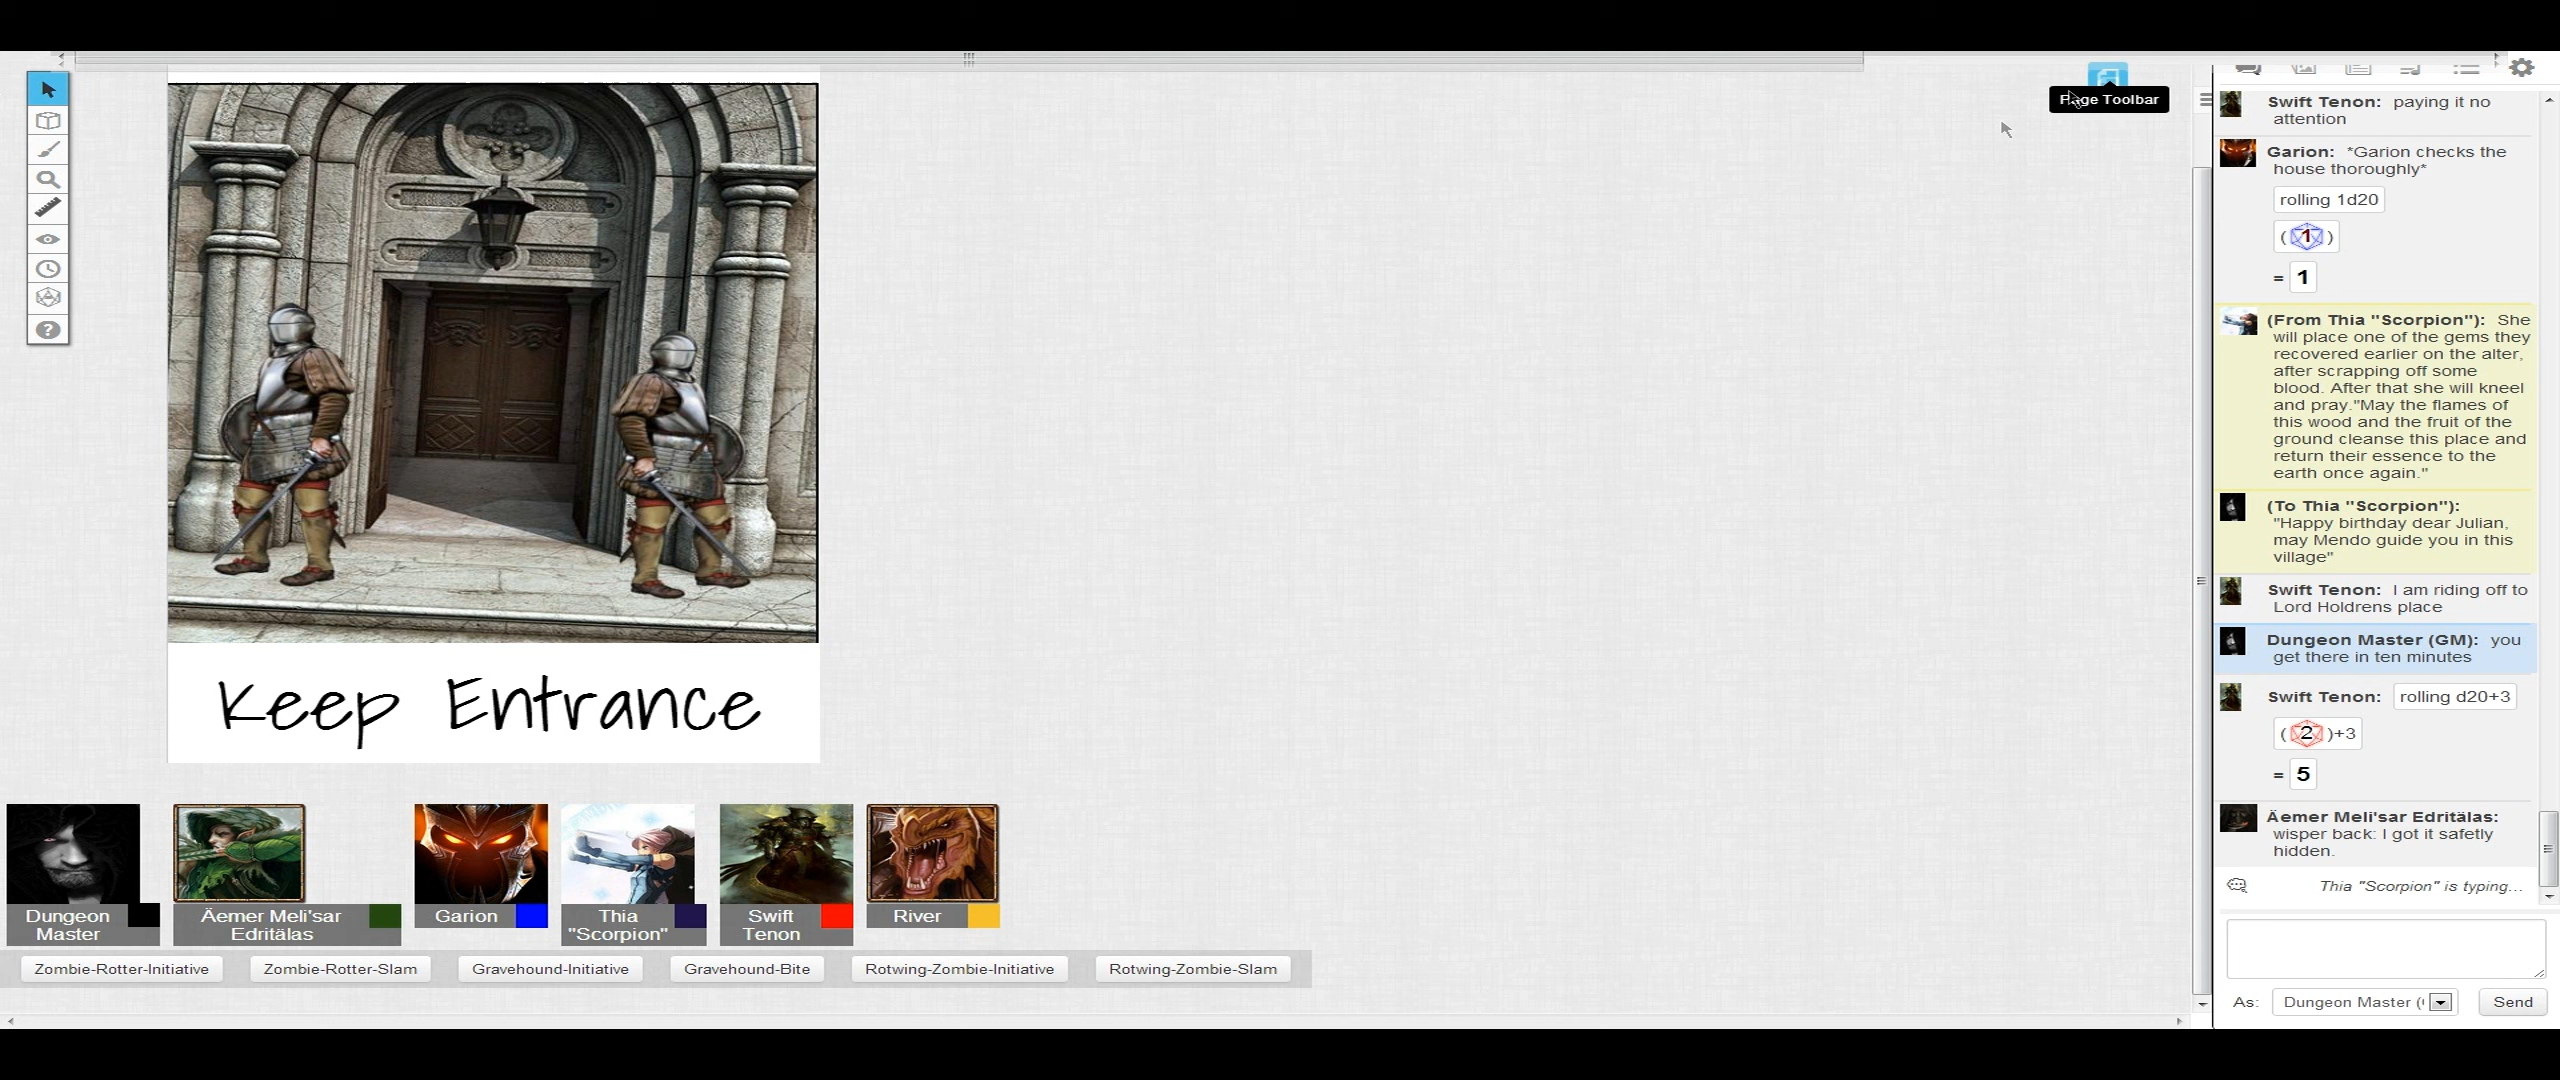 Page Toolbar
Swift Tenon: paying it no
attention
Garion: *Garion checks the
house thoroughly*
rolling 1d20
(1)
= 1
(From Thia "Scorpion"): She
will place one of the gems they
recovered earlier on the alter,
after scrapping off some
blood. After that she will kneel
and pray."May the flames of
this wood and the fruit of the
ground cleanse this place and
return their essence to the
earth once again."
(To Thia "Scorpion"):
"Happy birthday dear Julian,
may Mendo guide you in this
village"
Swift Tenon: I am riding off to
Lord Holdrens place
Dungeon Master (GM): you
get there in ten minutes
Swift Tenon: rolling d20+3
(2)+3
= 5
Äemer Meli'sar Edritälas:
wisper back: I got it safetly
hidden.
Thia "Scorpion" is typing...
As: Dungeon Master (
Send
Keep Entrance
Dungeon
Master
Äemer Meli'sar
Edritälas
Garion
Thia
"Scorpion"
Swift
Tenon
River
Zombie-Rotter-Initiative
Zombie-Rotter-Slam
Gravehound-Initiative
Gravehound-Bite
Rotwing-Zombie-Initiative
Rotwing-Zombie-Slam